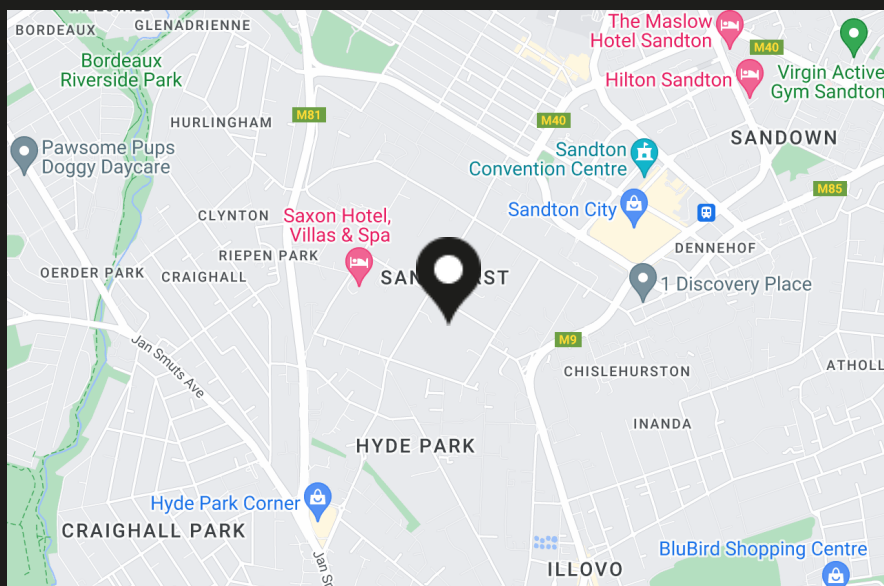 BORDEAUX
GLENADRIENNE
The Maslow
Hotel Sandton
M40
Bordeaux
Riverside Park
Hilton Sandton
Virgin Active
Gym Sandton
M81
HURLINGHAM
M40
SANDOWN
Pawsome Pups
Doggy Daycare
Sandton
Convention Centre
M85
CLYNTON
Saxon Hotel,
Villas & Spa
Sandton City
RIEPEN PARK
DENNEHOF
OERDER PARK
CRAIGHALL
1 Discovery Place
Jan Smuts Ave
M9
CHISLEHURSTON
ATHOLL
INANDA
HYDE PARK
Hyde Park Corner
CRAIGHALL PARK
Jan
BluBird Shopping Centre
ILLOVO